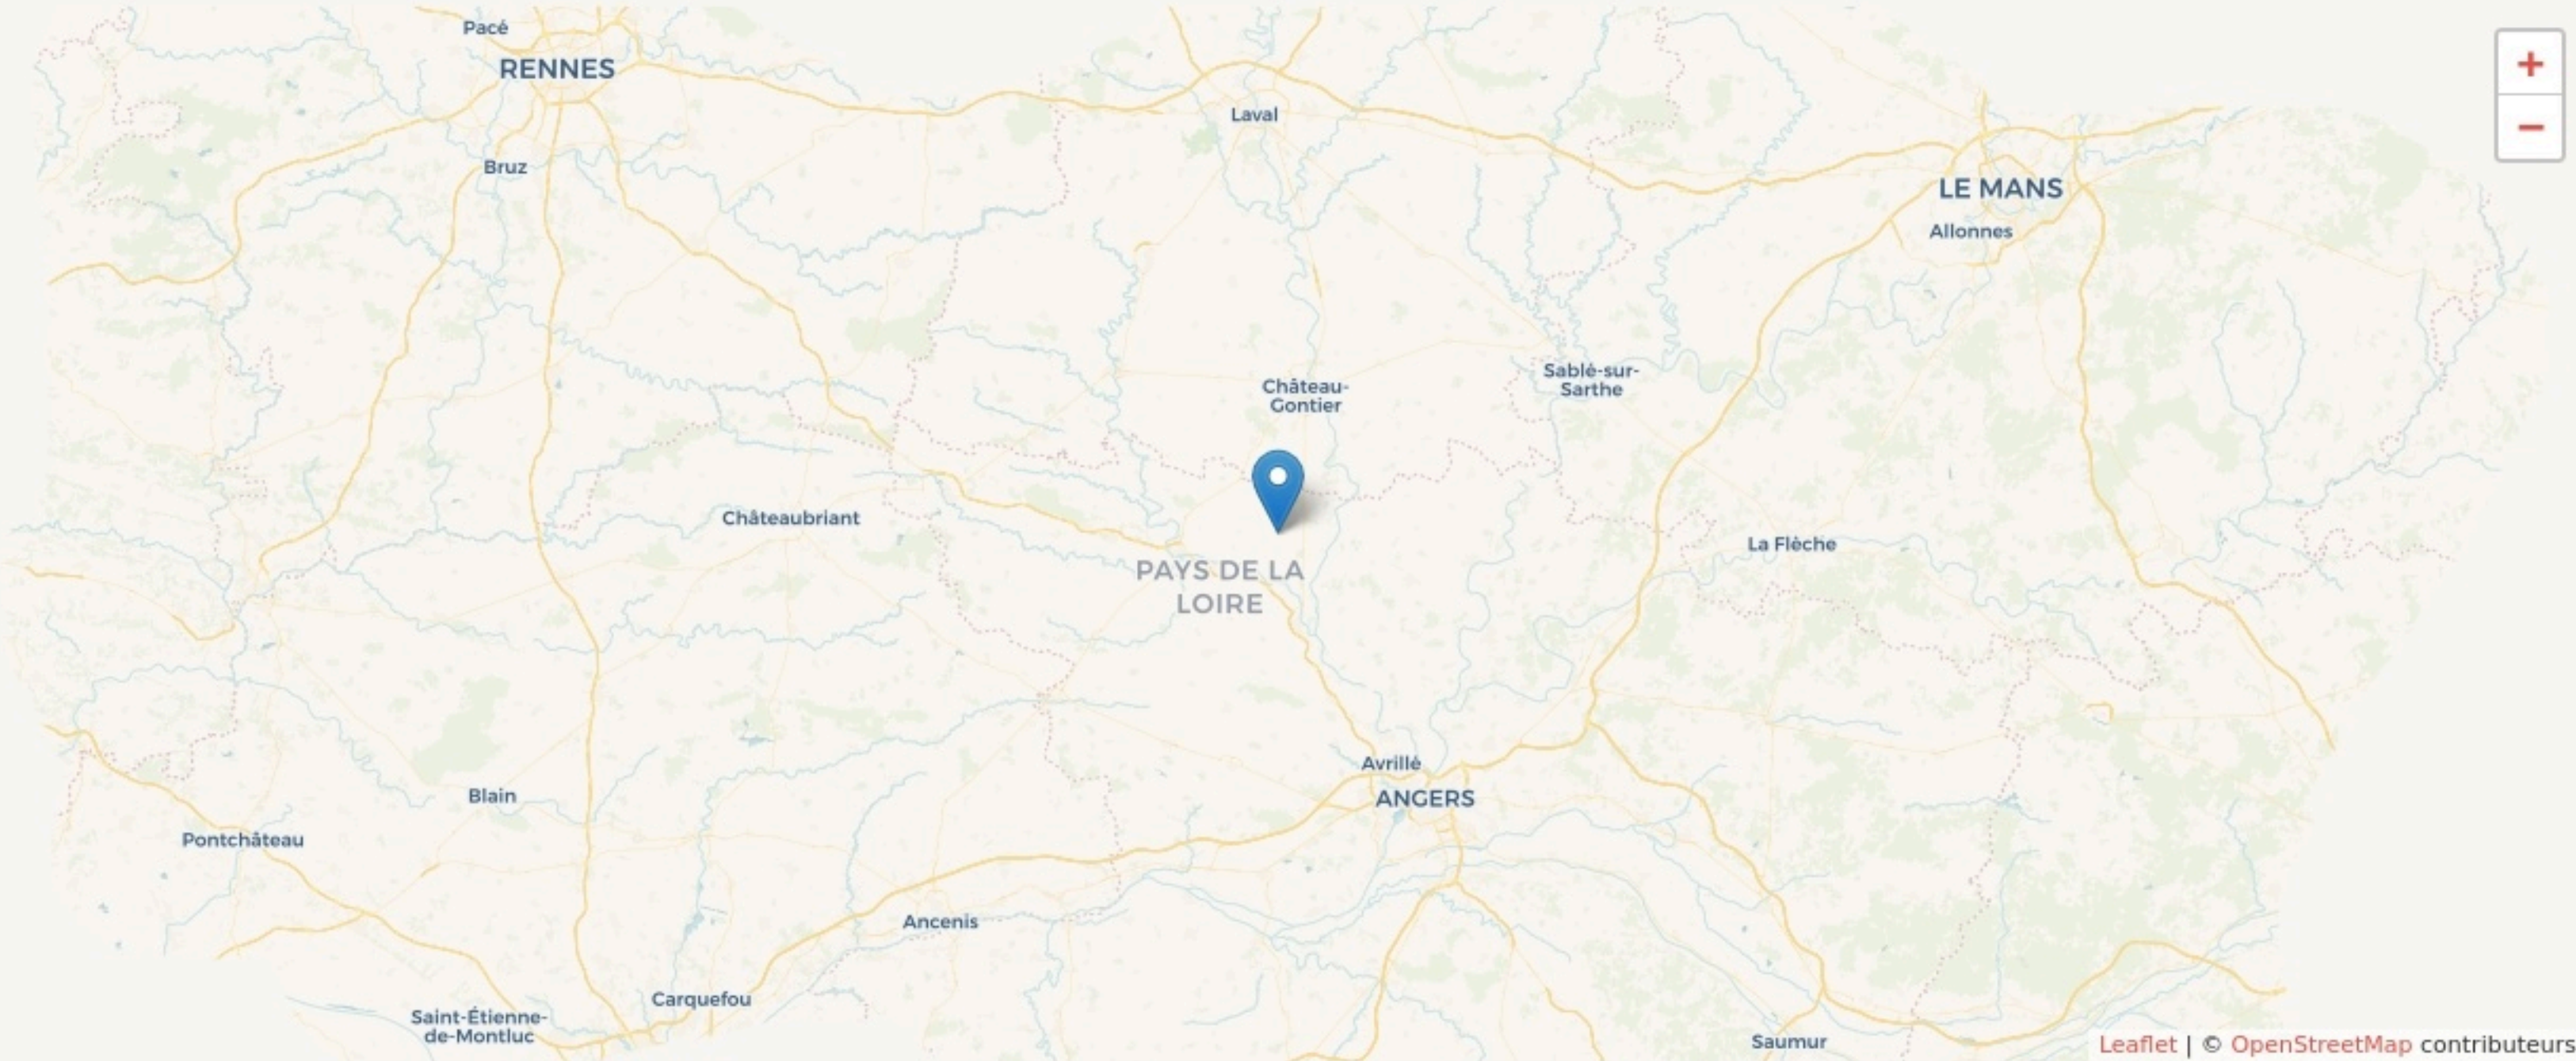 Pacé
RENNES
Laval
Bruz
LE MANS
Allonnes
Sablé-sur-
Sarthe
Château-
Gontier
Châteaubriant
La Flèche
PAYS DE LA
LOIRE
Avrillé
ANGERS
Blain
Pontchâteau
Ancenis
Carquefou
Saint-Étienne-
de-Montluc
Saumur
+
−
Leaflet | © OpenStreetMap contributeurs